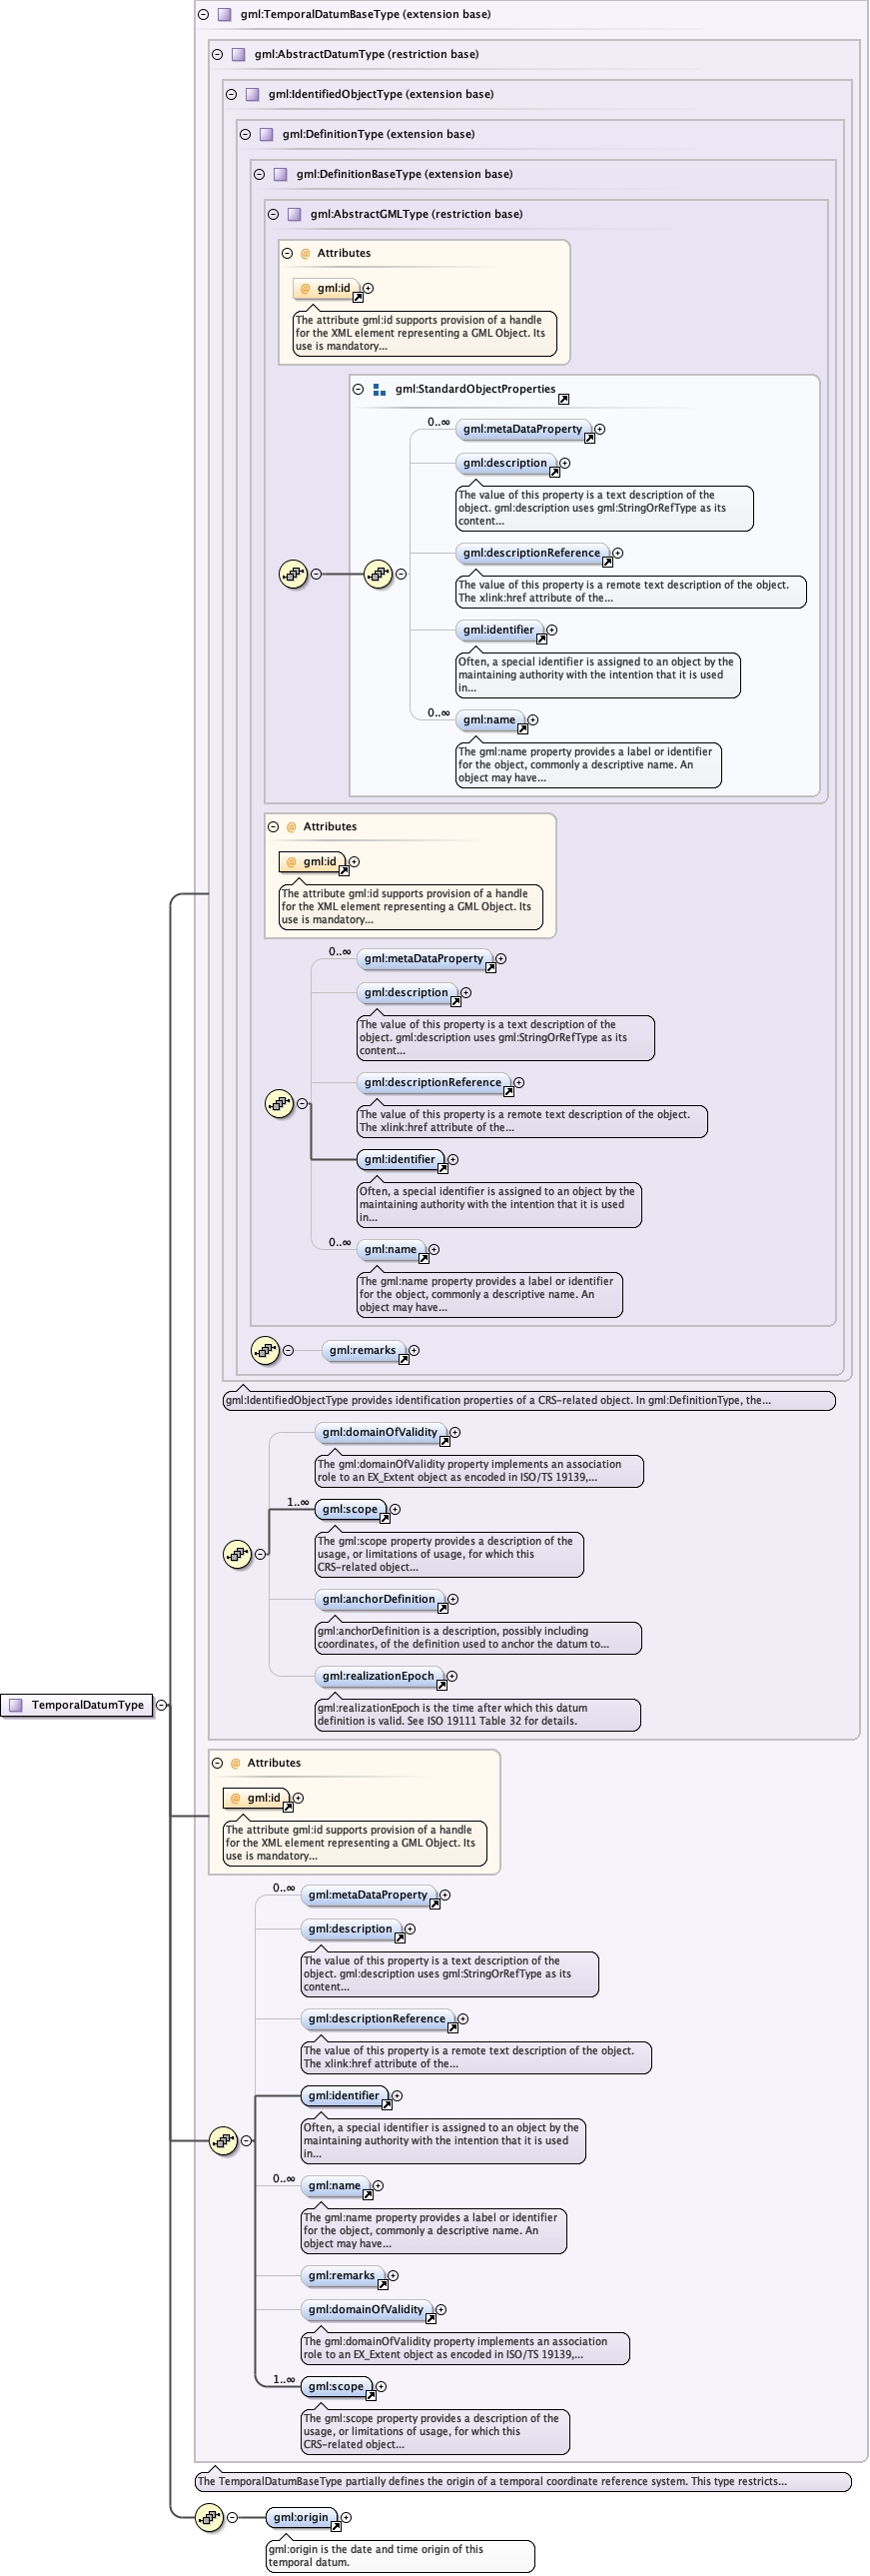 gml:TemporalDatumBaseType (extension base)
gml:AbstractDatumType (restriction base)
gml:IdentifiedObjectType (extension base)
gml:DefinitionType (extension base)
gml:DefinitionBaseType (extension base)
gml:AbstractGMLType (restriction base)
@ Attributes
@ gml:id
The attribute gml:id supports provision of a handle
for the XML element representing a GML Object. Its
use is mandatory...
gml:StandardObjectProperties
0..∞
gml:metaDataProperty
gml:description
The value of this property is a text description of the
object. gml:description uses gml:StringOrRefType as its
content...
gml:descriptionReference
The value of this property is a remote text description of the object.
The xlink:href attribute of the...
gml:identifier
Often, a special identifier is assigned to an object by the
maintaining authority with the intention that it is used
in...
0..∞
gml:name
The gml:name property provides a label or identifier
for the object, commonly a descriptive name. An
object may have...
@ Attributes
@ gml:id
The attribute gml:id supports provision of a handle
for the XML element representing a GML Object. Its
use is mandatory...
0..∞
gml:metaDataProperty
gml:description
The value of this property is a text description of the
object. gml:description uses gml:StringOrRefType as its
content...
gml:descriptionReference
The value of this property is a remote text description of the object.
The xlink:href attribute of the...
gml:identifier
Often, a special identifier is assigned to an object by the
maintaining authority with the intention that it is used
in...
0..∞
gml:name
The gml:name property provides a label or identifier
for the object, commonly a descriptive name. An
object may have...
gml:remarks
gml:IdentifiedObjectType provides identification properties of a CRS-related object. In gml:DefinitionType, the...
gml:domainOfValidity
The gml:domainOfValidity property implements an association
role to an EX_Extent object as encoded in ISO/TS 19139,...
1..∞
gml:scope
The gml:scope property provides a description of the
usage, or limitations of usage, for which this
CRS-related object...
gml:anchorDefinition
gml:anchorDefinition is a description, possibly including
coordinates, of the definition used to anchor the datum to...
gml:realizationEpoch
gml:realizationEpoch is the time after which this datum
definition is valid. See ISO 19111 Table 32 for details.
TemporalDatumType
@ Attributes
@ gml:id
The attribute gml:id supports provision of a handle
for the XML element representing a GML Object. Its
use is mandatory...
0..∞
gml:metaDataProperty
gml:description
The value of this property is a text description of the
object. gml:description uses gml:StringOrRefType as its
content...
gml:descriptionReference
The value of this property is a remote text description of the object.
The xlink:href attribute of the...
gml:identifier
Often, a special identifier is assigned to an object by the
maintaining authority with the intention that it is used
in...
0..∞
gml:name
The gml:name property provides a label or identifier
for the object, commonly a descriptive name. An
object may have...
gml:remarks
gml:domainOfValidity
The gml:domainOfValidity property implements an association
role to an EX_Extent object as encoded in ISO/TS 19139,...
1..∞
gml:scope
The gml:scope property provides a description of the
usage, or limitations of usage, for which this
CRS-related object...
The TemporalDatumBaseType partially defines the origin of a temporal coordinate reference system. This type restricts...
gml:origin
gml:origin is the date and time origin of this
temporal datum.